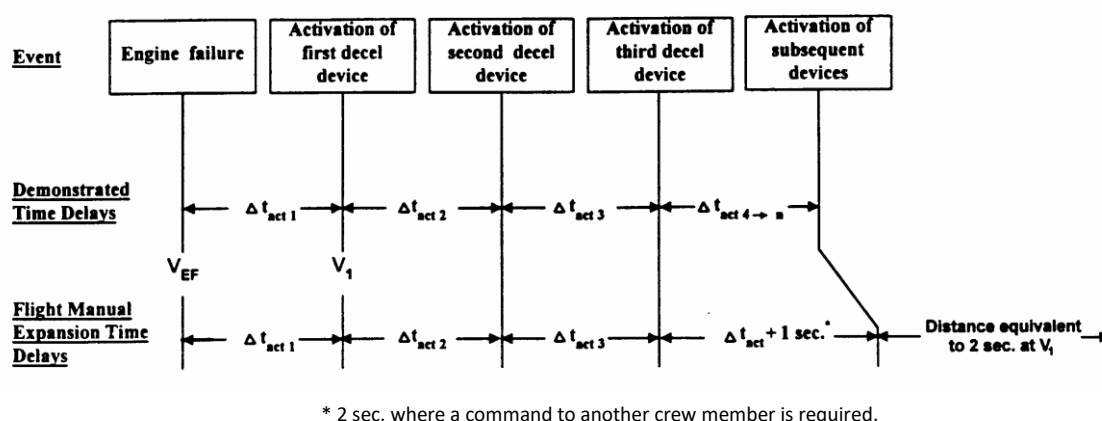 Event
Engine failure
Activation of
first decel
device
Activation of
second decel
device
Activation of
third decel
device
Activation of
subsequent
devices
Demonstrated
Time Delays
Δ t act 1
Δt act 2
Δt act 3
Δ t act 4→ n
VEF
V1
Flight Manual
Expansion Time
Delays
Δ t act 1
Δt act 2
Δt act 3
Δ t act + 1 sec.*
Distance equivalent
to 2 sec. at V1
* 2 sec. where a command to another crew member is required.